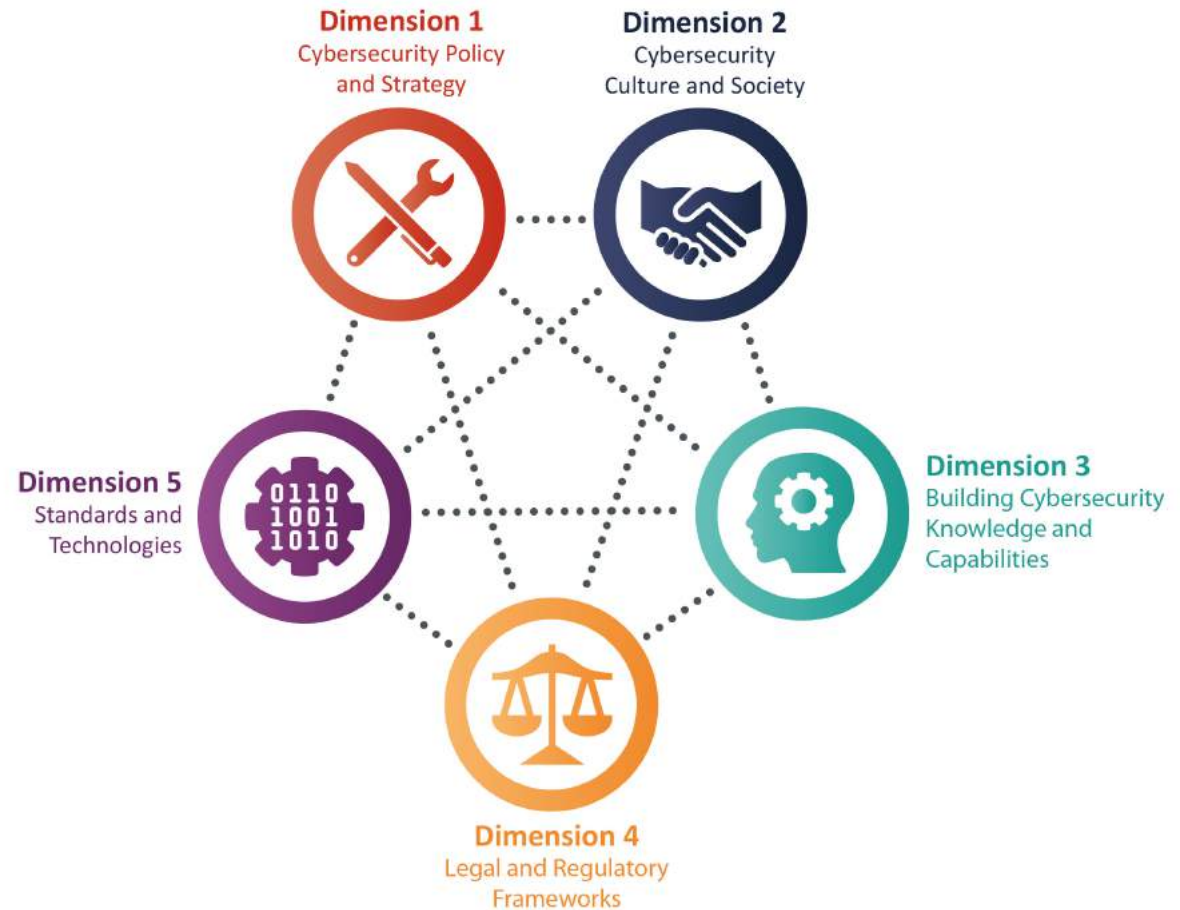 Dimension 1
Cybersecurity Policy
and Strategy
Dimension 2
Cybersecurity
Culture and Society
Dimension 3
Building Cybersecurity
Knowledge and
Capabilities
Dimension 5
Standards and
Technologies
0110
1001
1010
Dimension 4
Legal and Regulatory
Frameworks